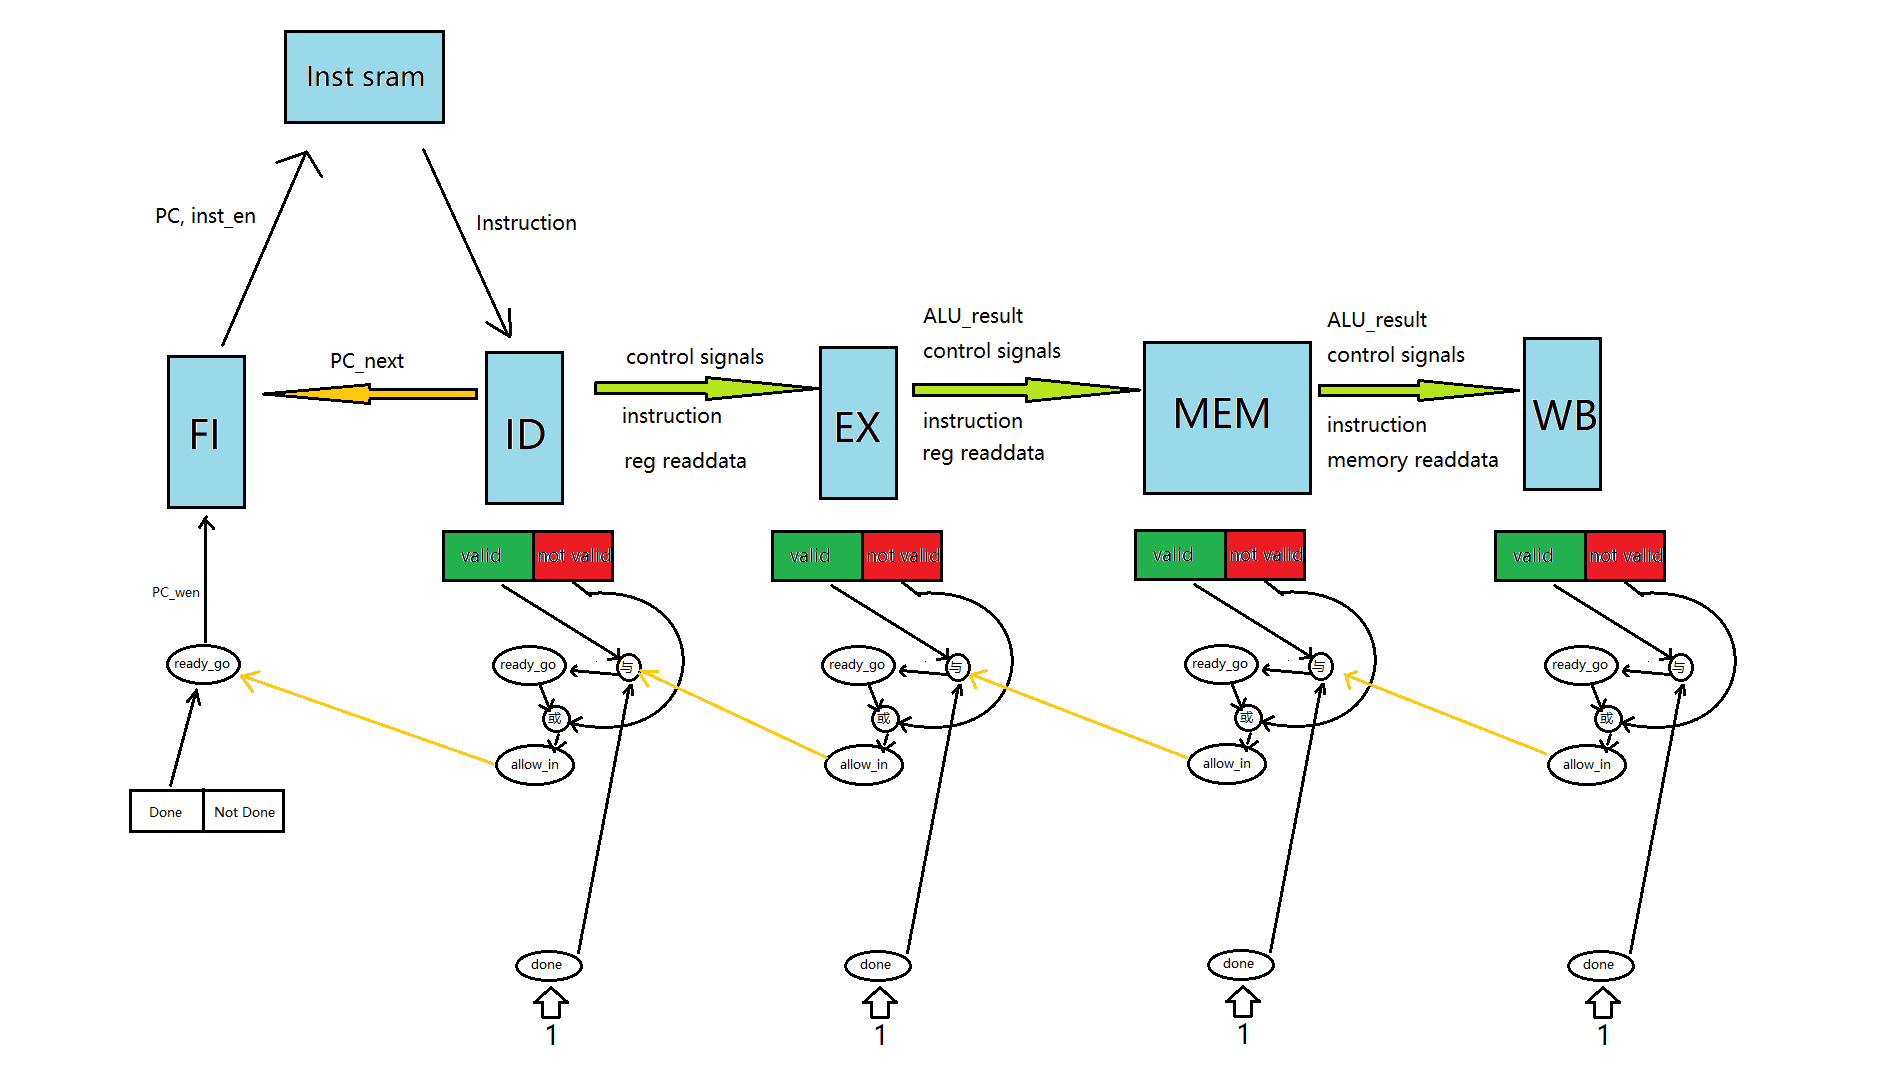 Inst sram
PC, inst_en
Instruction
PC_next
control signals
instruction
reg readdata
ALU_result
control signals
instruction
reg readdata
ALU_result
control signals
instruction
memory readdata
FI
ID
EX
MEM
WB
valid
not valid
valid
not valid
valid
not valid
valid
not valid
PC_wen
ready_go
ready_go
与
ready_go
与
ready_go
与
ready_go
与
或
或
或
或
allow_in
allow_in
allow_in
allow_in
Done
Not Done
done
done
done
done
1
1
1
1